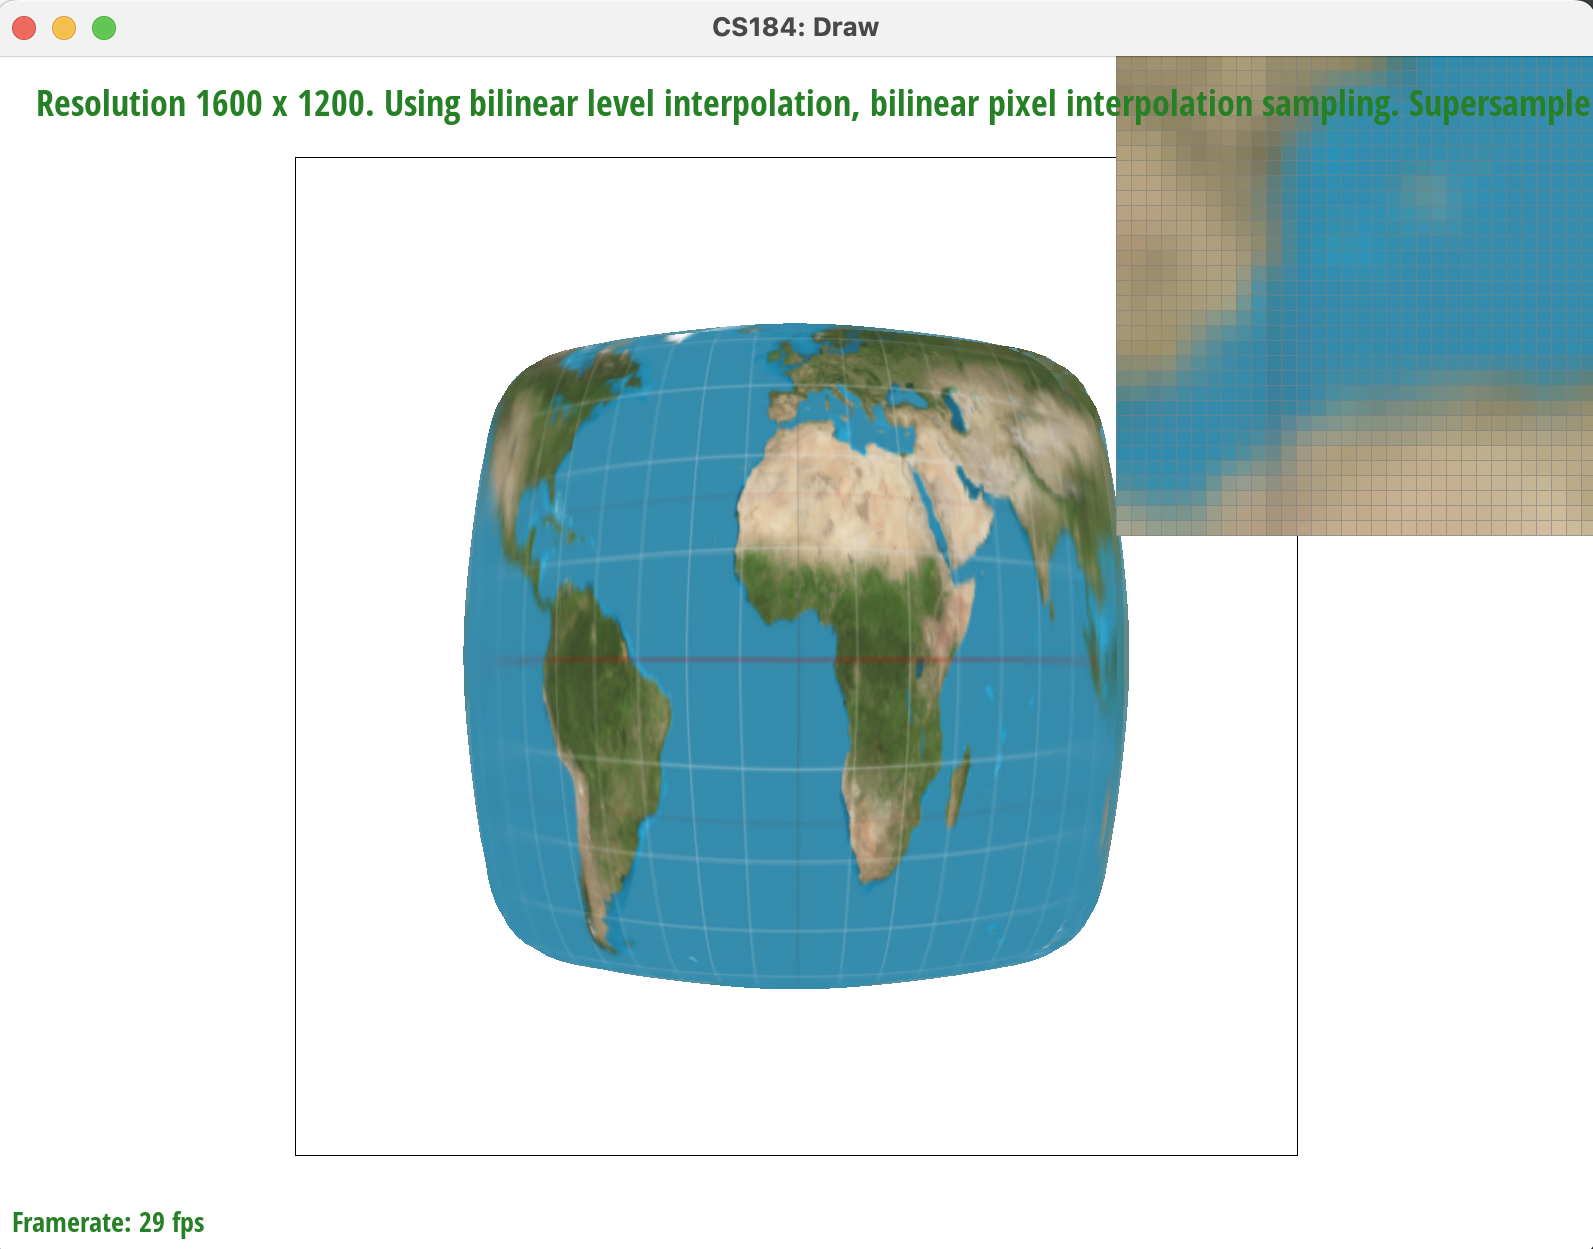 CS184: Draw
Resolution 1600 x 1200. Using bilinear level interpolation, bilinear pixel interpolation sampling. Supersample
Framerate: 29 fps